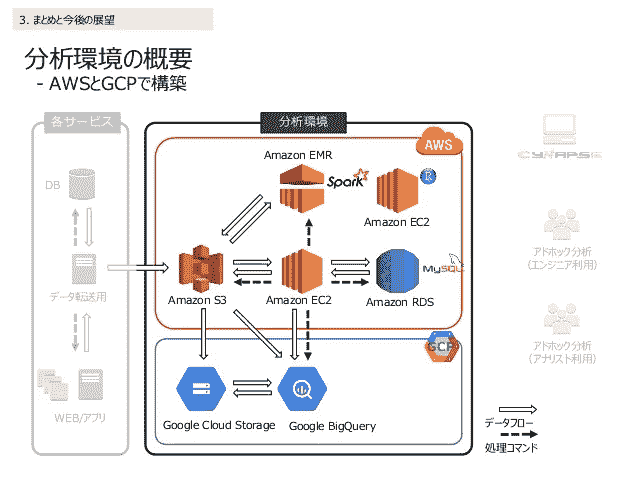 3. まとめと今後の展望
分析環境の概要
- AWSとGCPで構築
各サービス
分析環境
AWS
Amazon EMR
Spark
R
CYNAPSE
DB
Amazon EC2
アドホック分析
(エンジニア利用)
MySQL
データ転送用
Amazon S3
Amazon EC2
Amazon RDS
GCP
アドホック分析
(アナリスト利用)
WEB/アプリ
Google Cloud Storage
Google BigQuery
データフロー
処理コマンド